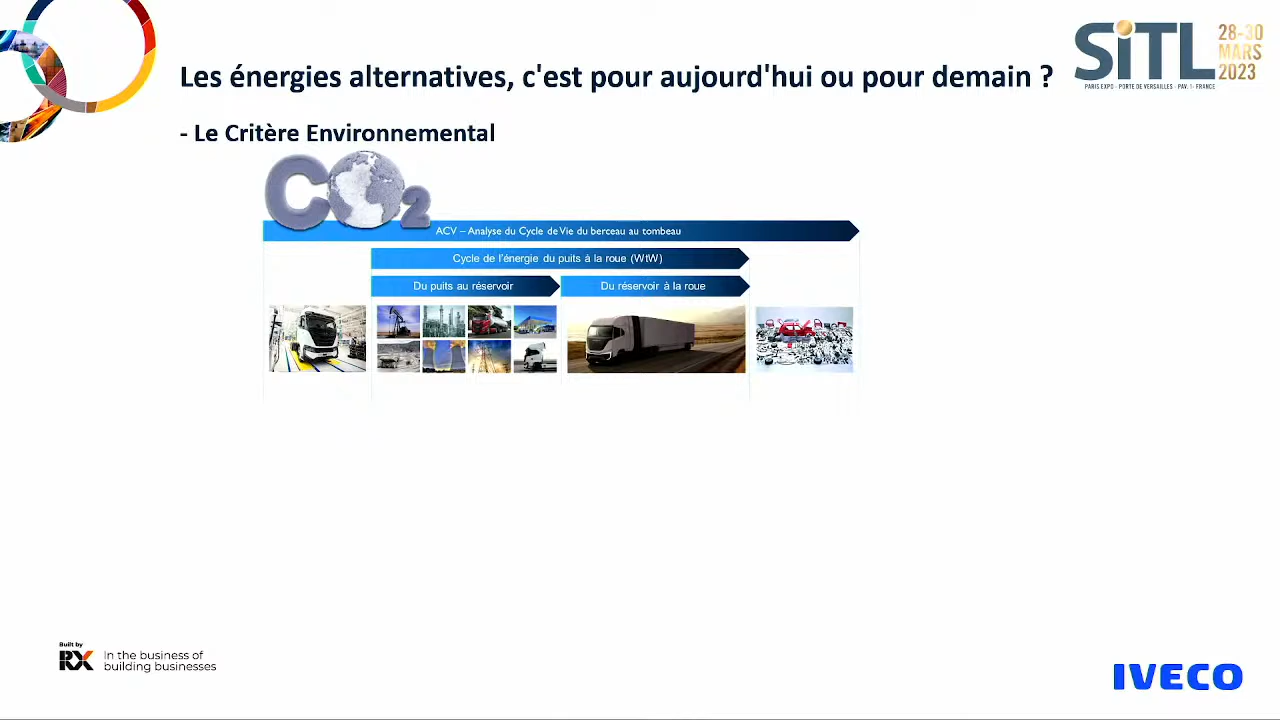 Les énergies alternatives, c'est pour aujourd'hui ou pour demain ?
SiTL
28-30
MARS
2023
PARIS EXPO - PORTE DE VERSAILLES - PAV. 1 - FRANCE
- Le Critère Environnemental
CO2
ACV – Analyse du Cycle de Vie du berceau au tombeau
Cycle de l'énergie du puits à la roue (WtW)
Du puits au réservoir
Du réservoir à la roue
Built by
RX
In the business of
building businesses
IVECO